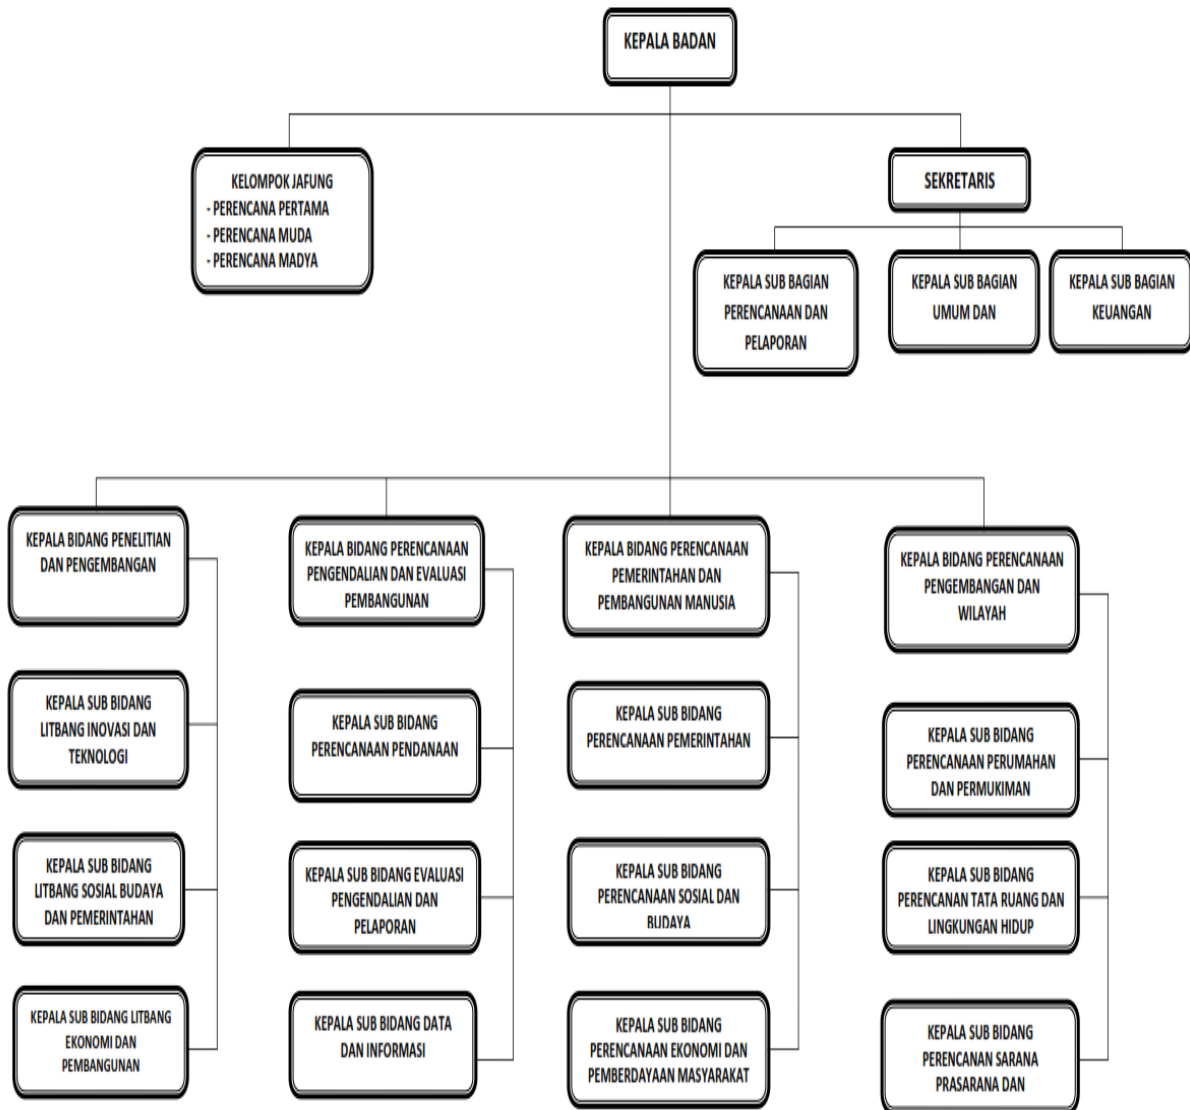 KEPALA BADAN
KELOMPOK JAFUNG
- PERENCANA PERTAMA
- PERENCANA MUDA
- PERENCANA MADYA
SEKRETARIS
KEPALA SUB BAGIAN
PERENCANAAN DAN
PELAPORAN
KEPALA SUB BAGIAN
UMUM DAN
KEPALA SUB BAGIAN
KEUANGAN
KEPALA BIDANG PENELITIAN
DAN PENGEMBANGAN
KEPALA SUB BIDANG
LITBANG INOVASI DAN
TEKNOLOGI
KEPALA SUB BIDANG
LITBANG SOSIAL BUDAYA
DAN PEMERINTAHAN
KEPALA SUB BIDANG LITBANG
EKONOMI DAN
PEMBANGUNAN
KEPALA BIDANG PERENCANAAN
PENGENDALIAN DAN EVALUASI
PEMBANGUNAN
KEPALA SUB BIDANG
PERENCANAAN PENDANAAN
KEPALA SUB BIDANG EVALUASI
PENGENDALIAN DAN
PELAPORAN
KEPALA SUB BIDANG DATA
DAN INFORMASI
KEPALA BIDANG PERENCANAAN
PEMERINTAHAN DAN
PEMBANGUNAN MANUSIA
KEPALA SUB BIDANG
PERENCANAAN PEMERINTAHAN
KEPALA SUB BIDANG
PERENCANAAN SOSIAL DAN
BUDAYA
KEPALA SUB BIDANG
PERENCANAAN EKONOMI DAN
PEMBERDAYAAN MASYARAKAT
KEPALA BIDANG PERENCANAAN
PENGEMBANGAN DAN
WILAYAH
KEPALA SUB BIDANG
PERENCANAAN PERUMAHAN
DAN PERMUKIMAN
KEPALA SUB BIDANG
PERENCANAN TATA RUANG DAN
LINGKUNGAN HIDUP
KEPALA SUB BIDANG
PERENCANAN SARANA
PRASARANA DAN